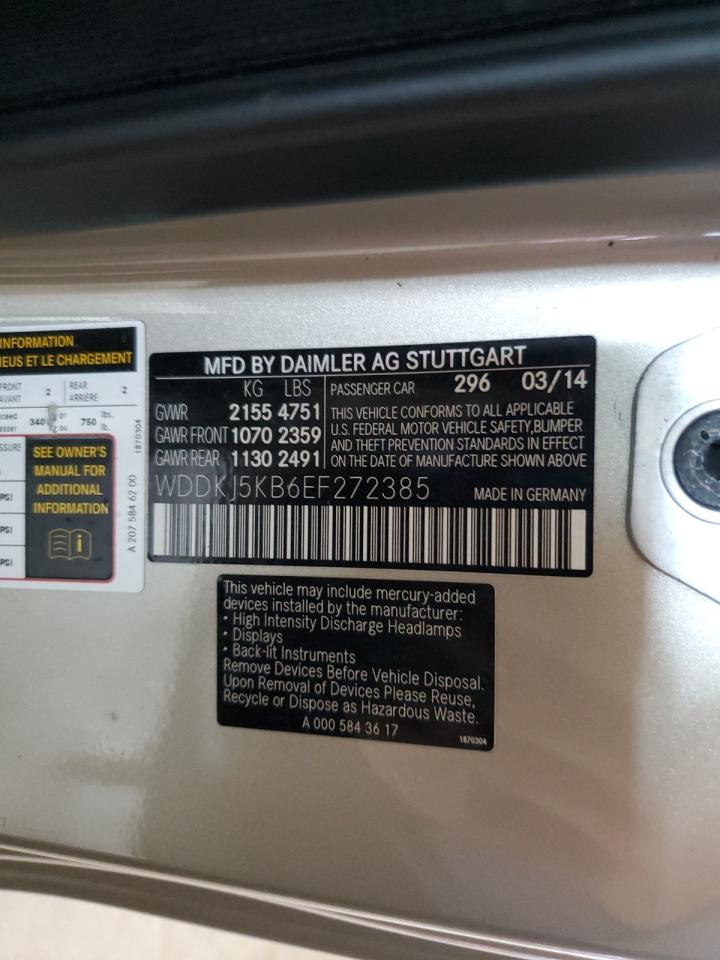 INFORMATION
NEUS ET LE CHARGEMENT
FRONT 2 REAR 2
AVANT ARRIÈRE
340 or 750 lbs.
ou lb.
SEE OWNER'S
MANUAL FOR
ADDITIONAL
INFORMATION
PSI
PSI
PSI
1870304
A 207 584 62 00
MFD BY DAIMLER AG STUTTGART
KG LBS PASSENGER CAR 296 03/14
GVWR 2155 4751
GAWR FRONT 1070 2359
GAWR REAR 1130 2491
THIS VEHICLE CONFORMS TO ALL APPLICABLE
U.S. FEDERAL MOTOR VEHICLE SAFETY,BUMPER
AND THEFT PREVENTION STANDARDS IN EFFECT
ON THE DATE OF MANUFACTURE SHOWN ABOVE
WDDKJ5KB6EF272385 MADE IN GERMANY
This vehicle may include mercury-added
devices installed by the manufacturer:
• High Intensity Discharge Headlamps
• Displays
• Back-lit Instruments
Remove Devices Before Vehicle Disposal.
Upon Removal of Devices Please Reuse,
Recycle or Dispose as Hazardous Waste.
A 000 584 36 17
1870304